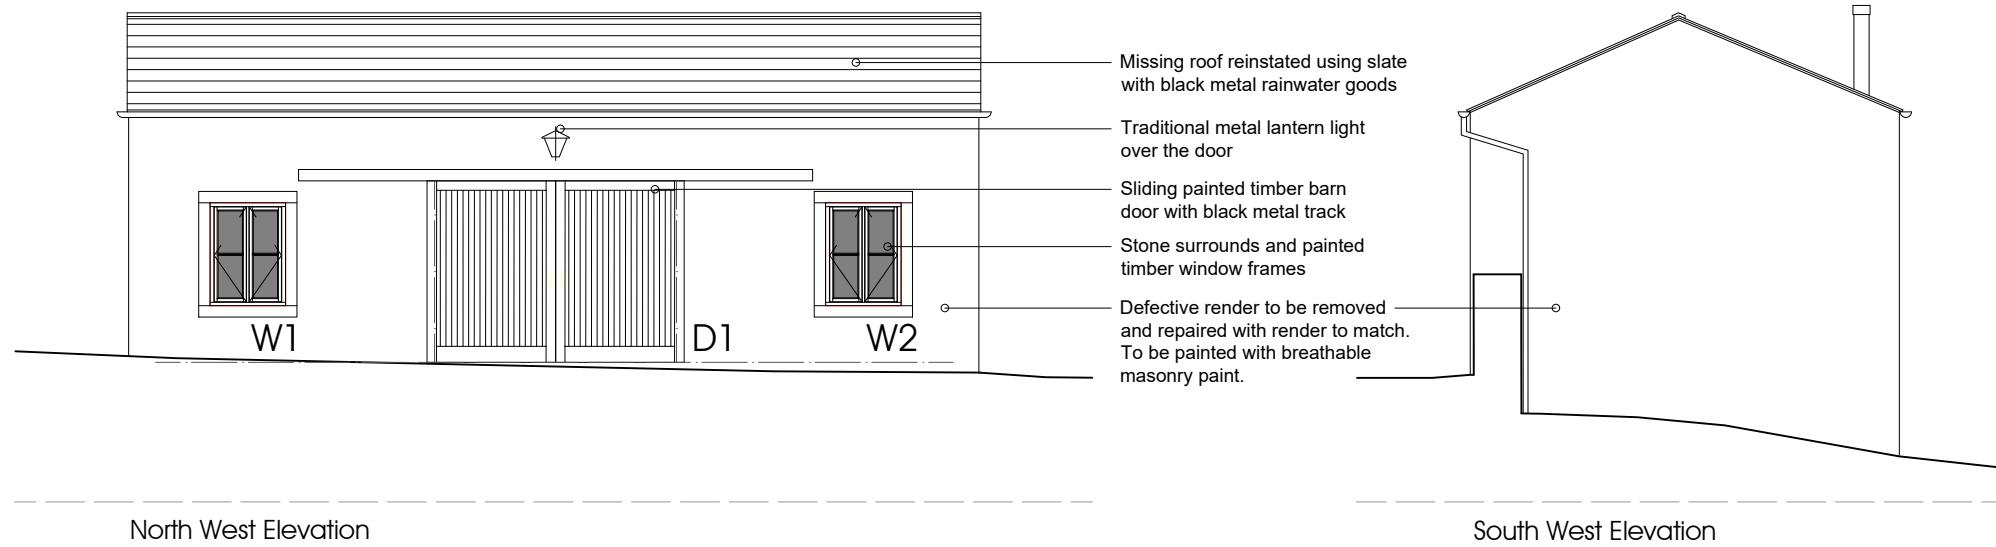 Missing roof reinstated using slate
with black metal rainwater goods
Traditional metal lantern light
over the door
Sliding painted timber barn
door with black metal track
Stone surrounds and painted
timber window frames
Defective render to be removed
and repaired with render to match.
To be painted with breathable
masonry paint.
W1
D1
W2
North West Elevation
South West Elevation